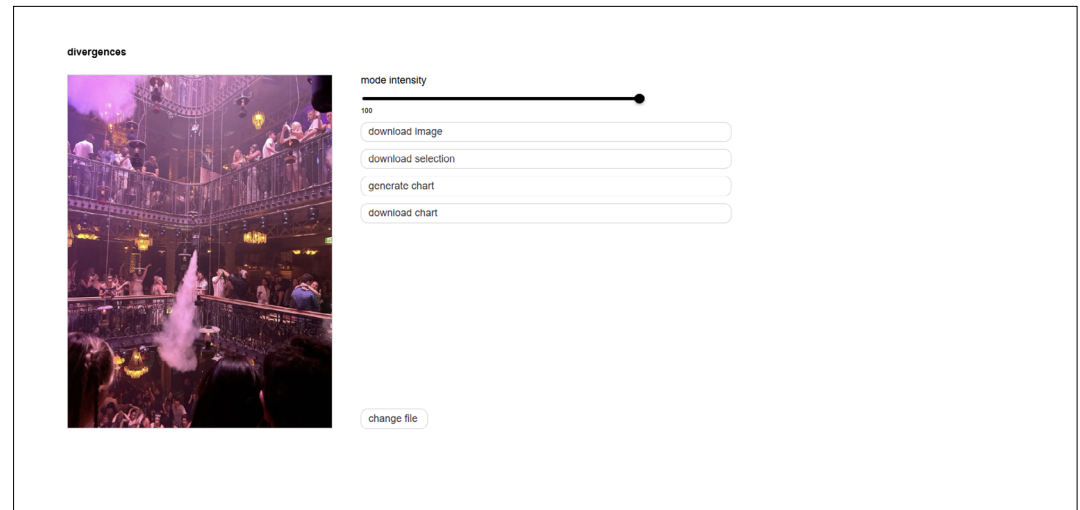 divergences
mode intensity
100
download image
download selection
generate chart
download chart
change file